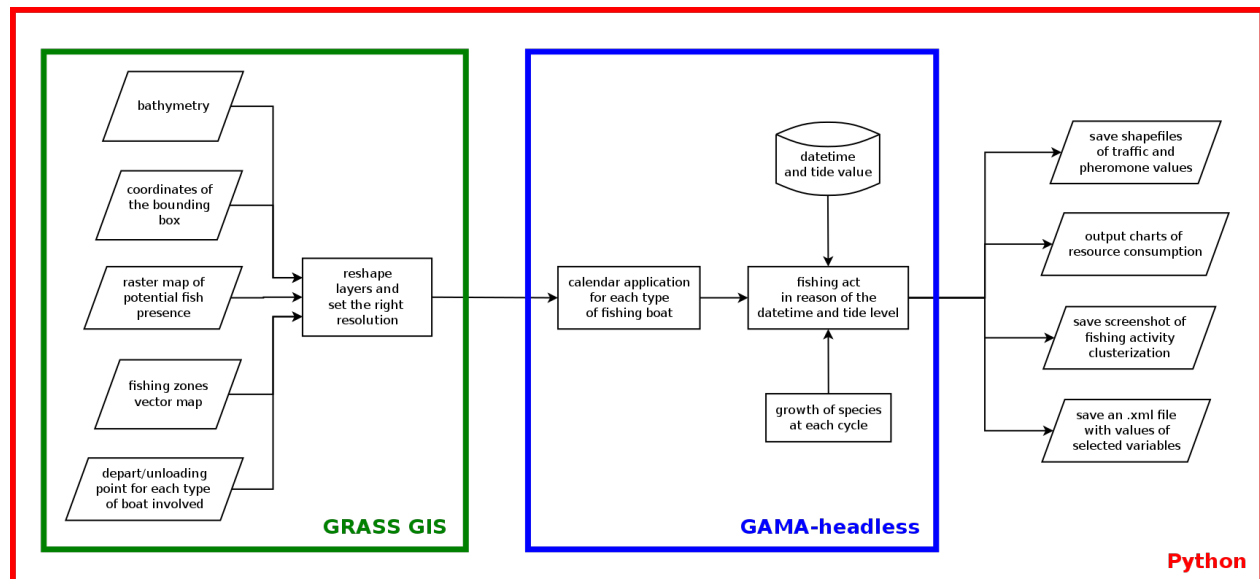 bathymetry
coordinates of
the bounding
box
raster map of
potential fish
presence
fishing zones
vector map
depart/unloading
point for each type
of boat involved
reshape
layers and
set the right
resolution
GRASS GIS
calendar application
for each type
of fishing boat
datetime
and tide value
fishing act
in reason of the
datetime and tide level
growth of species
at each cycle
GAMA-headless
save shapefiles
of traffic and
pheromone values
output charts of
resource consumption
save screenshot of
fishing activity
clusterization
save an .xml file
with values of
selected variables
Python